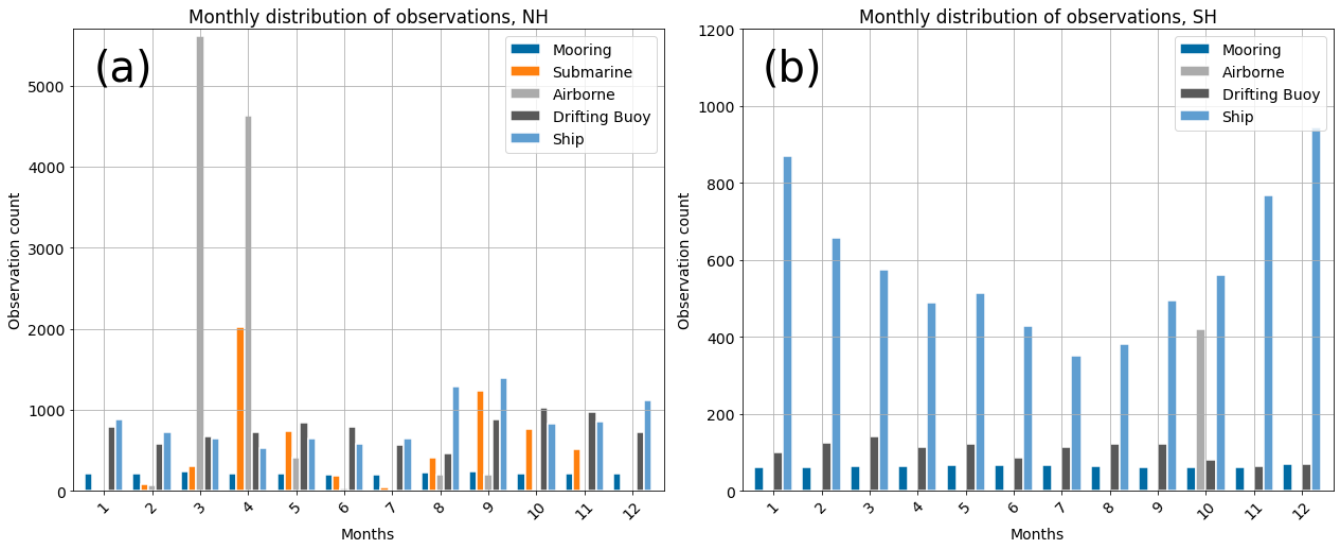 Monthly distribution of observations, NH
(a)
Mooring
Submarine
Airborne
Drifting Buoy
Ship
5000
4000
3000
2000
1000
0
Observation count
1 2 3 4 5 6 7 8 9 10 11 12
Months
Monthly distribution of observations, SH
(b)
Mooring
Airborne
Drifting Buoy
Ship
1200
1000
800
600
400
200
0
Observation count
1 2 3 4 5 6 7 8 9 10 11 12
Months